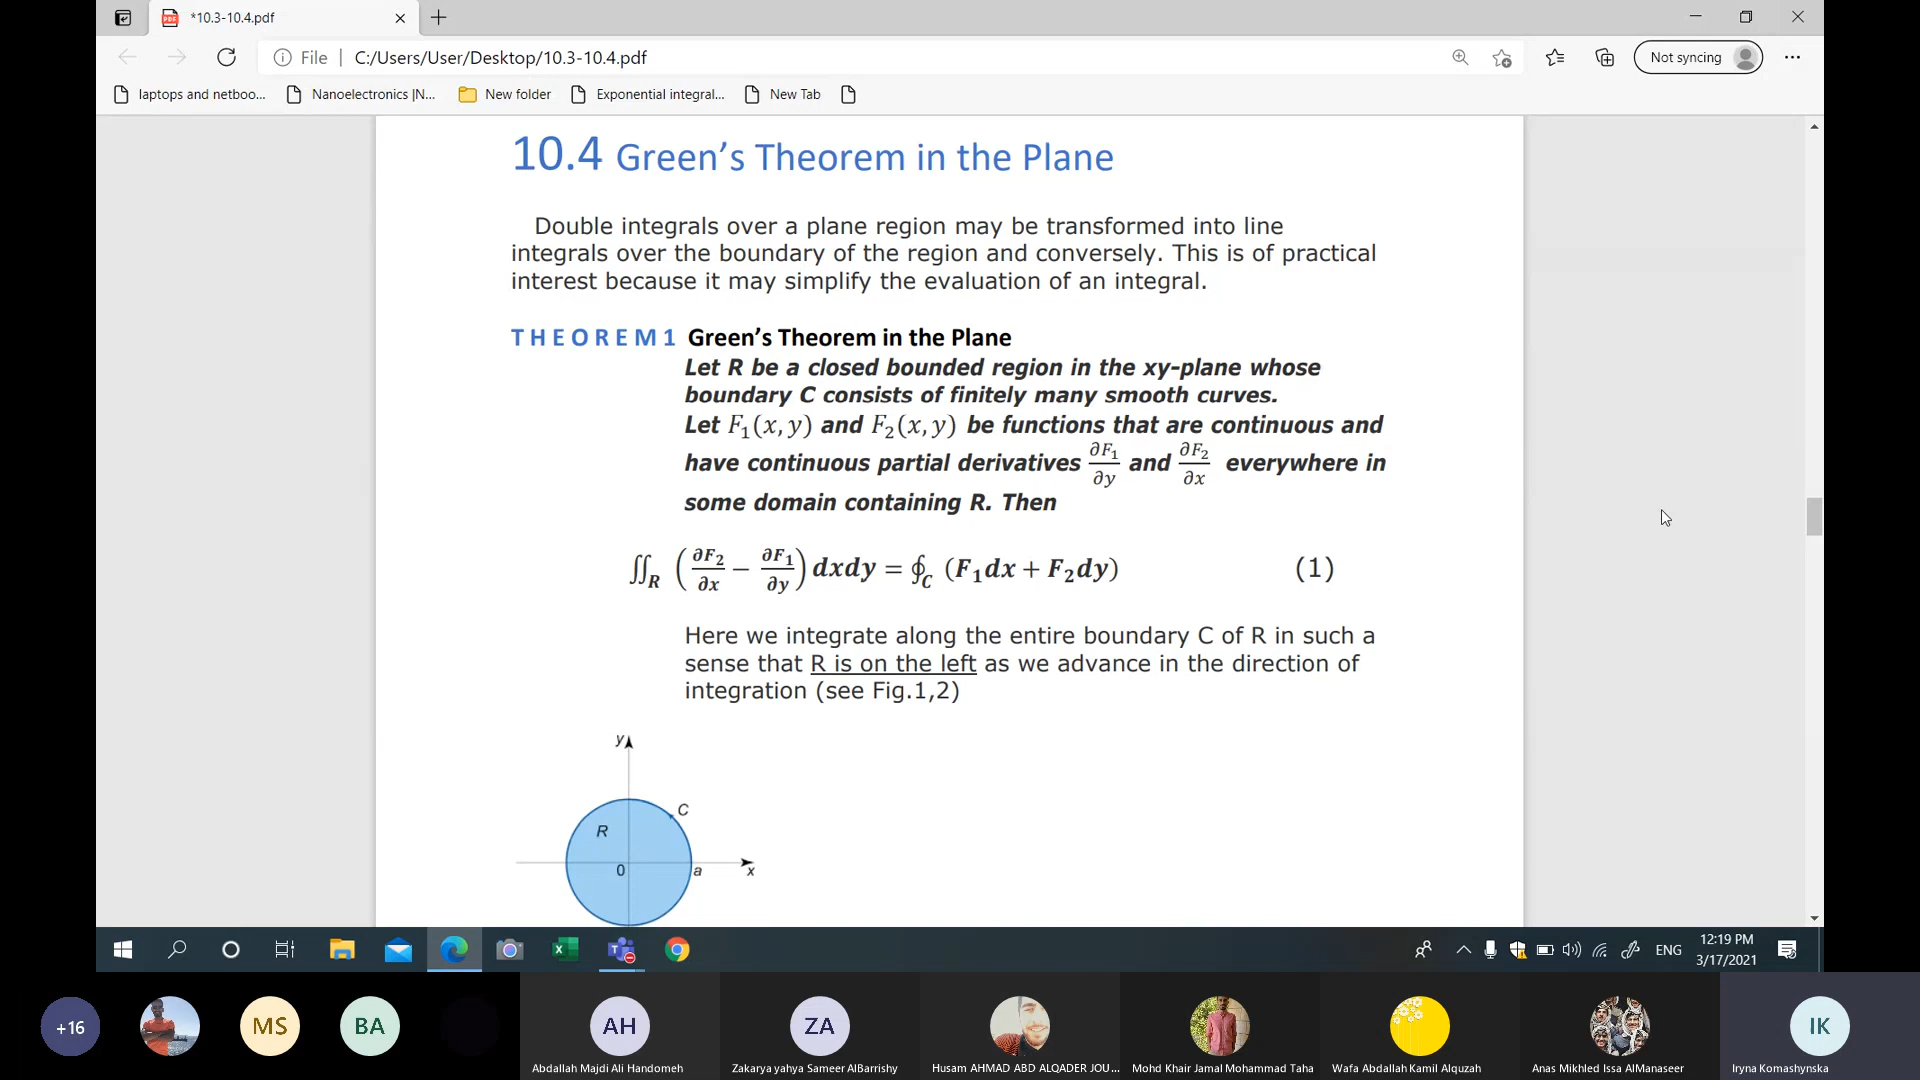 *10.3-10.4.pdf
File | C:/Users/User/Desktop/10.3-10.4.pdf
Not syncing
laptops and netboo... Nanoelectronics |N... New folder Exponential integral... New Tab
10.4 Green’s Theorem in the Plane
Double integrals over a plane region may be transformed into line
integrals over the boundary of the region and conversely. This is of practical
interest because it may simplify the evaluation of an integral.
THEOREM1 Green’s Theorem in the Plane
Let R be a closed bounded region in the xy-plane whose
boundary C consists of finitely many smooth curves.
Let F₁(x, y) and F₂(x, y) be functions that are continuous and
have continuous partial derivatives ∂F₁/∂y and ∂F₂/∂x everywhere in
some domain containing R. Then
∬_R (∂F₂/∂x − ∂F₁/∂y) dxdy = ∮_C (F₁dx + F₂dy) (1)
Here we integrate along the entire boundary C of R in such a
sense that R is on the left as we advance in the direction of
integration (see Fig.1,2)
y
C
R
0 a x
ENG
12:19 PM
3/17/2021
+16 MS BA AH ZA IK
Abdallah Majdi Ali Handomeh Zakarya yahya Sameer AlBarrishy Husam AHMAD ABD ALQADER JOU... Mohd Khair Jamal Mohammad Taha Wafa Abdallah Kamil Alquzah Anas Mikhled Issa AlManaseer Iryna Komashynska